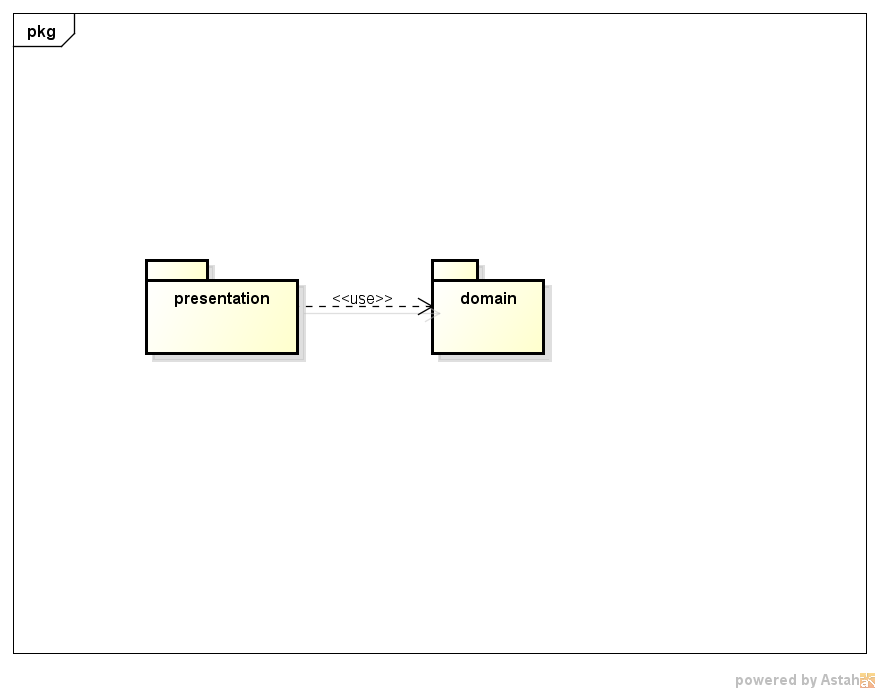 pkg
presentation
<<use>>
domain
powered by Astah